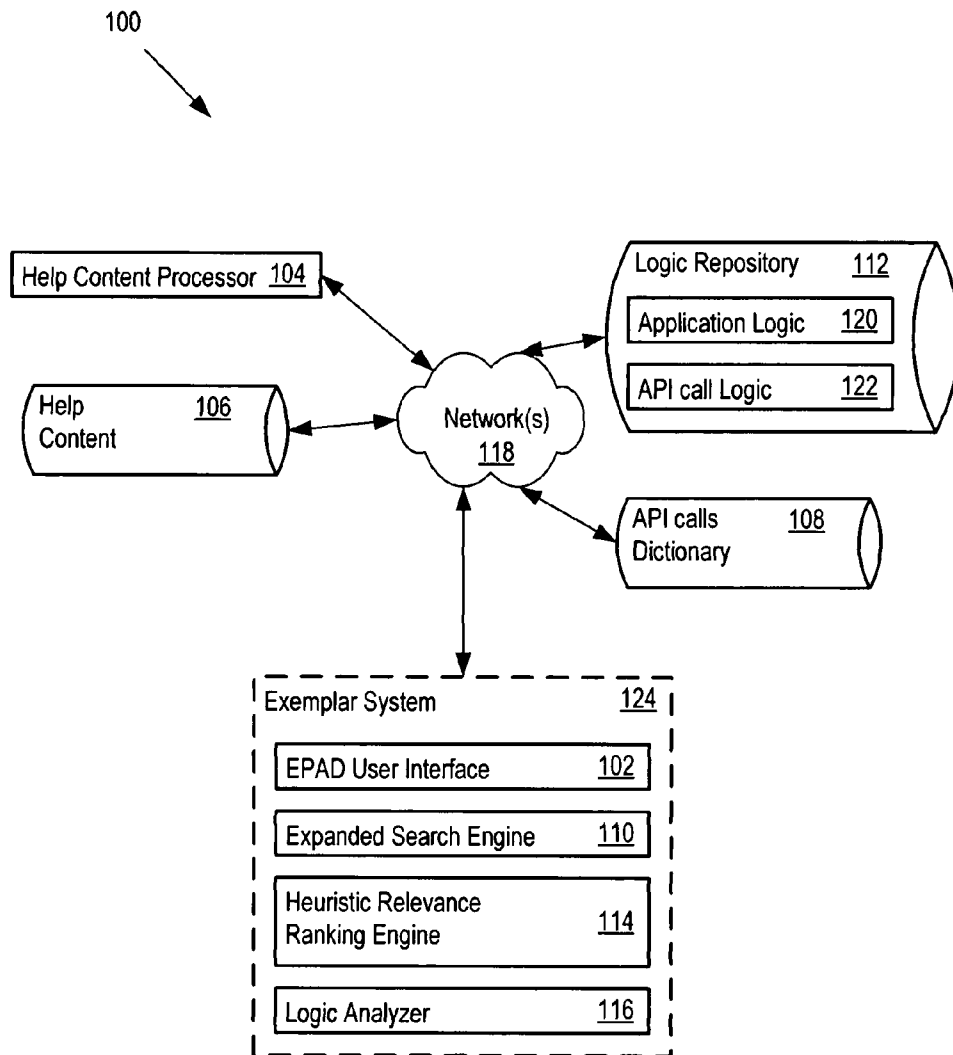 100
Help Content Processor 104
Logic Repository 112
Application Logic 120
API call Logic 122
Help 106
Content
Network(s)
118
API calls 108
Dictionary
Exemplar System 124
EPAD User Interface 102
Expanded Search Engine 110
Heuristic Relevance
Ranking Engine 114
Logic Analyzer 116